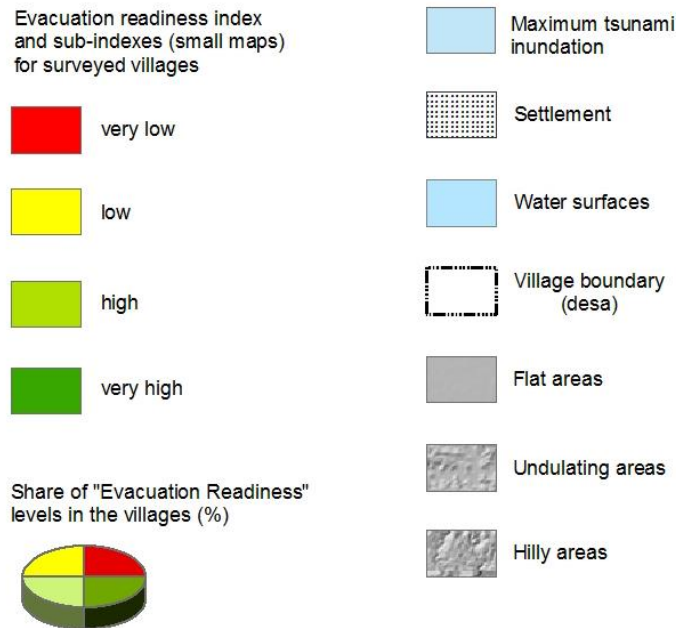 Evacuation readiness index
and sub-indexes (small maps)
for surveyed villages
very low
low
high
very high
Share of "Evacuation Readiness"
levels in the villages (%)
Maximum tsunami
inundation
Settlement
Water surfaces
Village boundary
(desa)
Flat areas
Undulating areas
Hilly areas